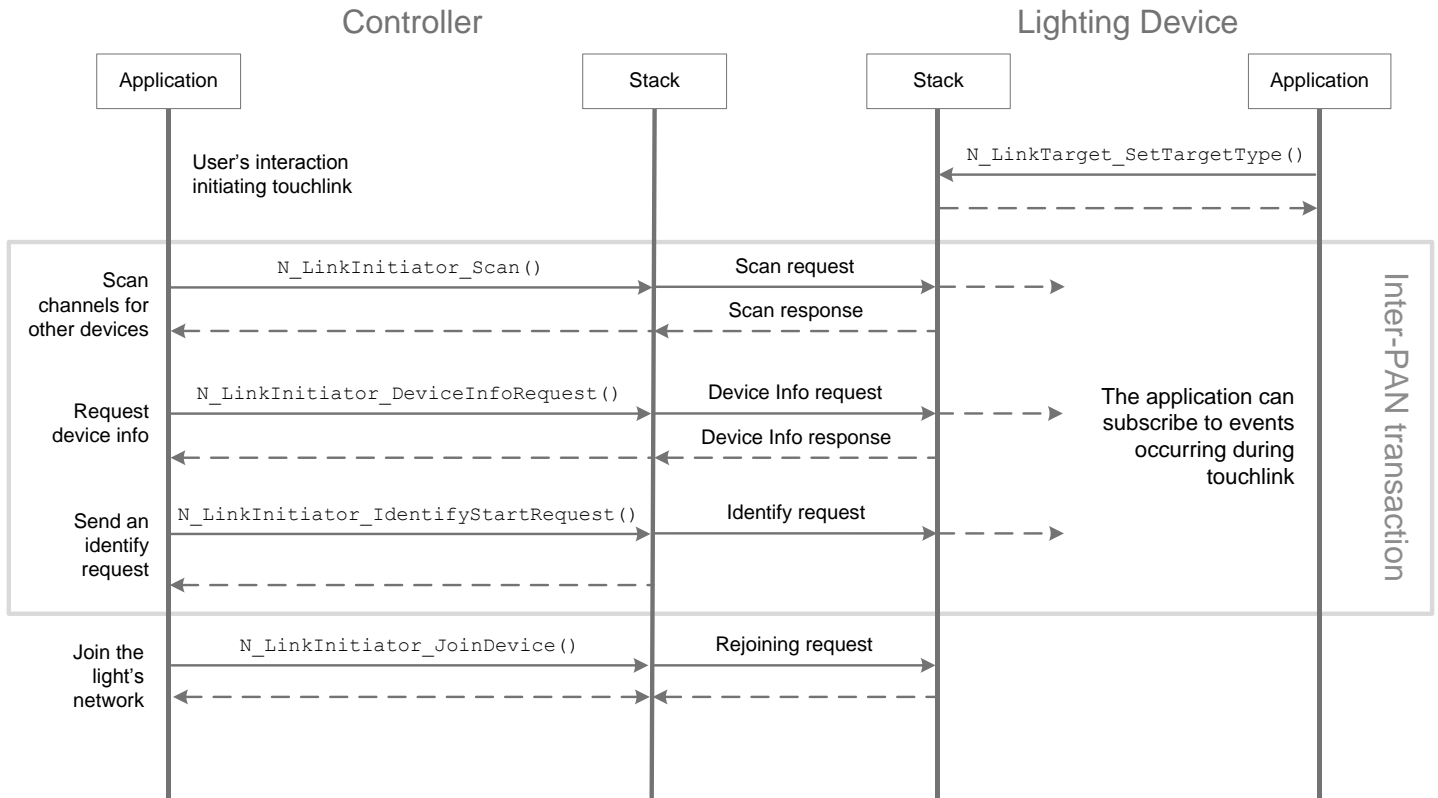 Controller
Lighting Device
Application
Stack
Stack
Application
User's interaction
initiating touchlink
N_LinkTarget_SetTargetType()
Scan
channels for
other devices
N_LinkInitiator_Scan()
Scan request
Scan response
Request
device info
N_LinkInitiator_DeviceInfoRequest()
Device Info request
Device Info response
The application can
subscribe to events
occurring during
touchlink
Inter-PAN transaction
Send an
identify
request
N_LinkInitiator_IdentifyStartRequest()
Identify request
Join the
light's
network
N_LinkInitiator_JoinDevice()
Rejoining request